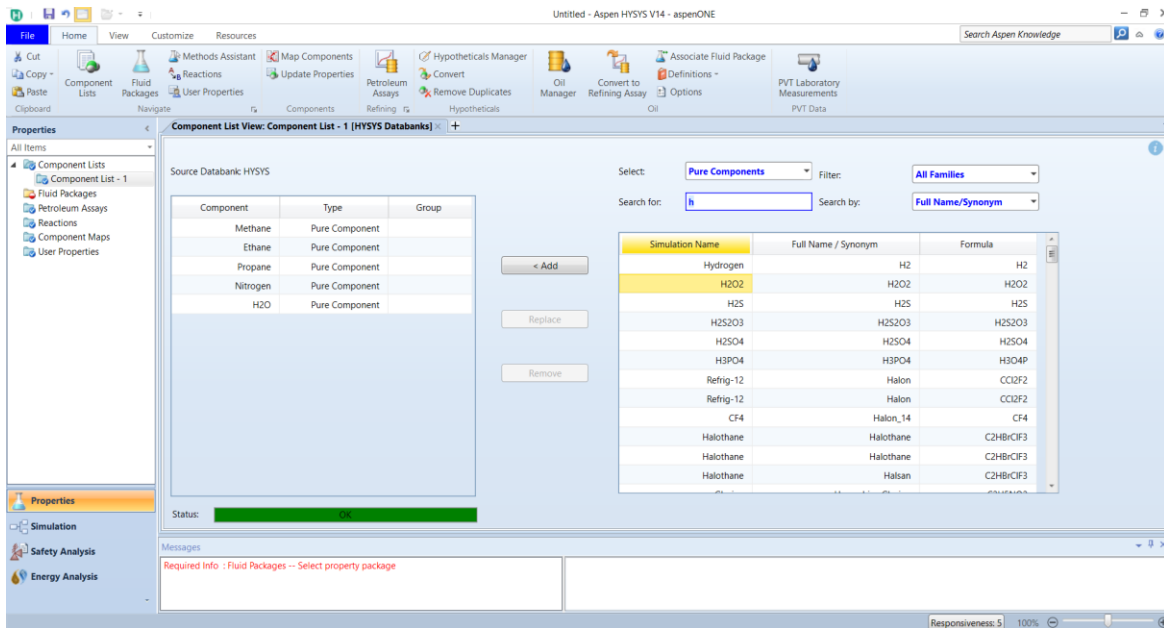 Untitled - Aspen HYSYS V14 - aspenONE
File Home View Customize Resources Search Aspen Knowledge
Cut
Copy
Paste
Clipboard
Component Lists
Fluid Packages
Methods Assistant
Reactions
User Properties
Navigate
Map Components
Update Properties
Components
Petroleum Assays
Refining
Hypotheticals Manager
Convert
Remove Duplicates
Hypotheticals
Oil Manager
Convert to Refining Assay
Associate Fluid Package
Definitions
Options
Oil
PVT Laboratory Measurements
PVT Data
Properties
All Items
Component Lists
Component List - 1
Fluid Packages
Petroleum Assays
Reactions
Component Maps
User Properties
Properties
Simulation
Safety Analysis
Energy Analysis
Component List View: Component List - 1 [HYSYS Databanks] +
Source Databank: HYSYS
Component Type Group
Methane Pure Component
Ethane Pure Component
Propane Pure Component
Nitrogen Pure Component
H2O Pure Component
Status: OK
< Add
Replace
Remove
Select: Pure Components Filter: All Families
Search for: h Search by: Full Name/Synonym
Simulation Name Full Name / Synonym Formula
Hydrogen H2 H2
H2O2 H2O2 H2O2
H2S H2S H2S
H2S2O3 H2S2O3 H2S2O3
H2SO4 H2SO4 H2SO4
H3PO4 H3PO4 H3O4P
Refrig-12 Halon CCl2F2
Refrig-12 Halon CCl2F2
CF4 Halon_14 CF4
Halothane Halothane C2HBrClF3
Halothane Halothane C2HBrClF3
Halothane Halsan C2HBrClF3
Messages
Required Info : Fluid Packages -- Select property package
Responsiveness: 5 100%